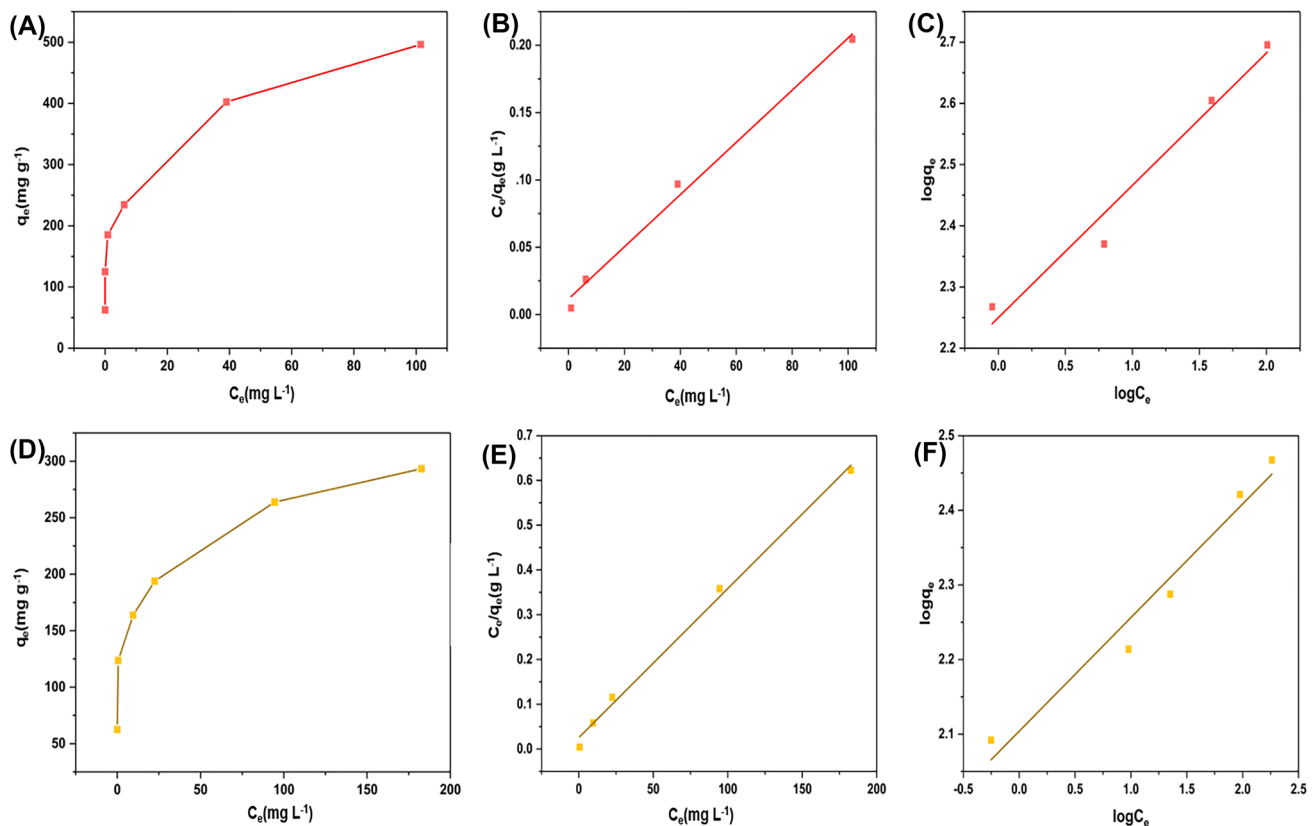 (A)
qe(mg g-1)
500
400
300
200
100
0
0 20 40 60 80 100
Ce(mg L-1)
(B)
Ce/qe(g L-1)
0.20
0.15
.10
0.05
0.00
0 20 40 60 80 100
Ce(mg L-1)
(C)
logqe
2.7
2.6
2.5
2.4
2.3
2.2
0.0 0.5 1.0 1.5 2.0
logCe
(D)
qe(mg g-1)
300
250
200
150
100
50
0 50 100 150 200
Ce(mg L-1)
(E)
Ce/qe(g L-1)
0.7
0.6
0.5
0.4
0.3
0.2
0.1
0.0
0 50 100 150 200
Ce(mg L-1)
(F)
logqe
2.5
2.4
2.3
2.2
2.1
-0.5 0.0 0.5 1.0 1.5 2.0 2.5
logCe